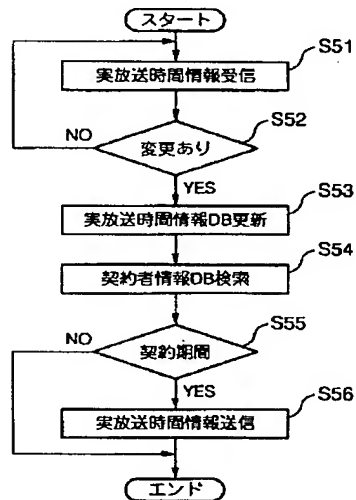 スタート
S51
実放送時間情報受信
S52
NO
変更あり
YES
S53
実放送時間情報DB更新
S54
契約者情報DB検索
S55
NO
契約期間
YES
S56
実放送時間情報送信
エンド